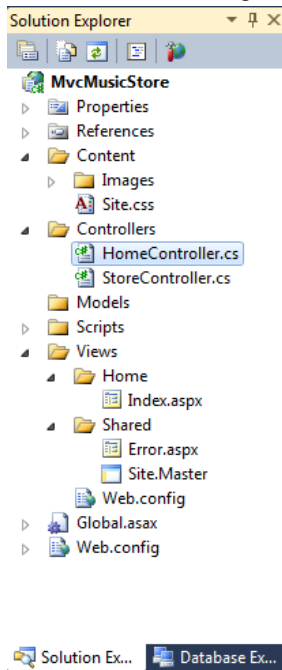 Solution Explorer
MvcMusicStore
Properties
References
Content
Images
Site.css
Controllers
HomeController.cs
StoreController.cs
Models
Scripts
Views
Home
Index.aspx
Shared
Error.aspx
Site.Master
Web.config
Global.asax
Web.config
Solution Ex... Database Ex...